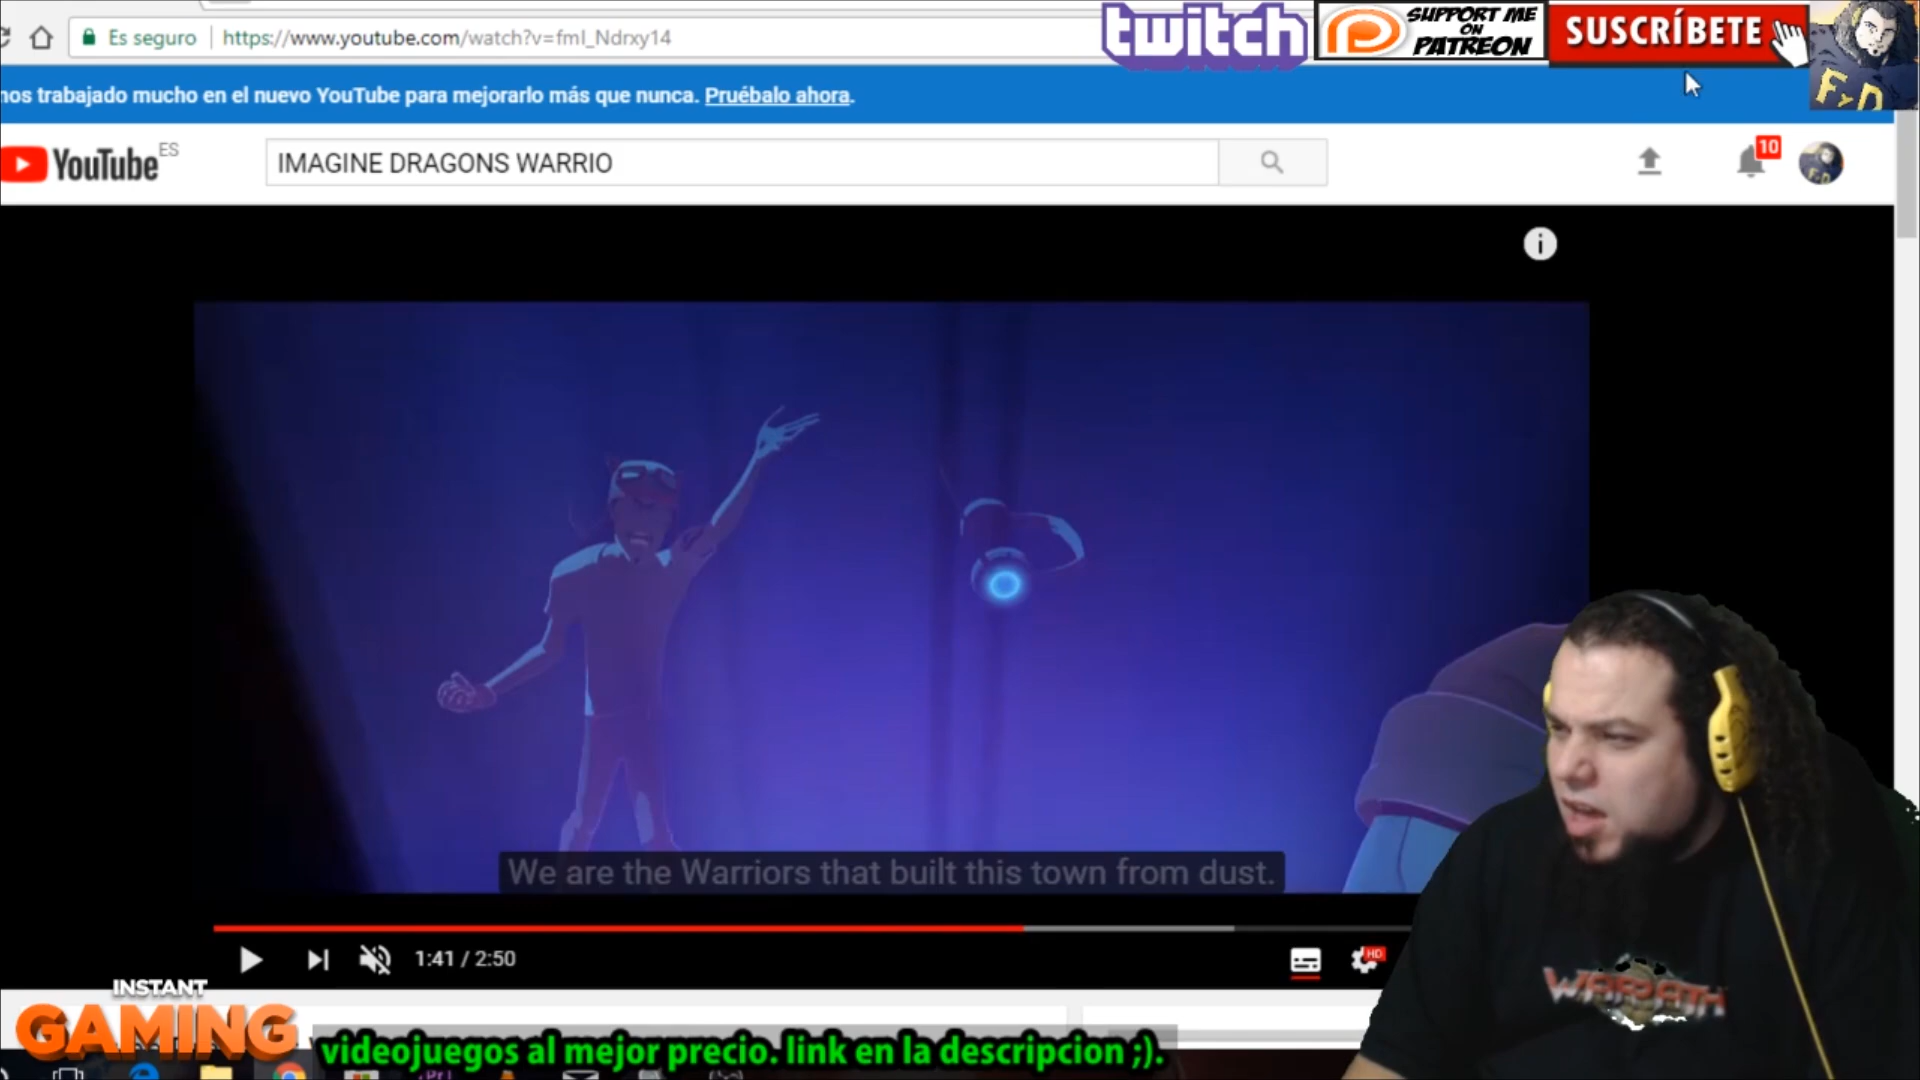 Es seguro
https://www.youtube.com/watch?v=fmI_Ndrxy14
twitch
SUPPORT ME
ON
PATREON
SUSCRÍBETE
F y D
nos trabajado mucho en el nuevo YouTube para mejorarlo más que nunca. Pruébalo ahora.
YouTube ES
IMAGINE DRAGONS WARRIO
10
We are the Warriors that built this town from dust.
1:41 / 2:50
HD
WARPATH
INSTANT
GAMING
videojuegos al mejor precio. link en la descripcion ;).